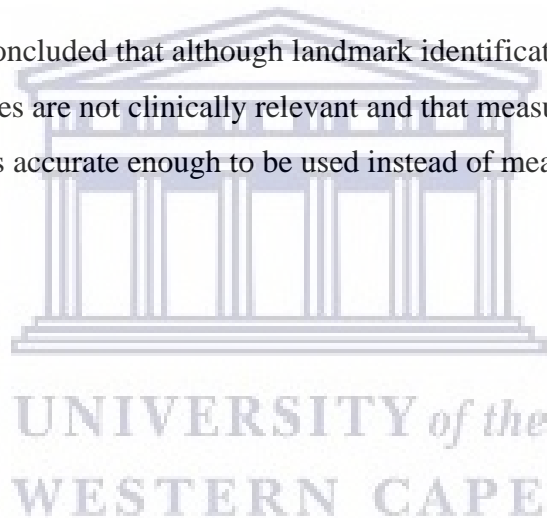 oncluded that although landmark identificat
es are not clinically relevant and that measu
s accurate enough to be used instead of mea
UNIVERSITY of the
WESTERN CAPE